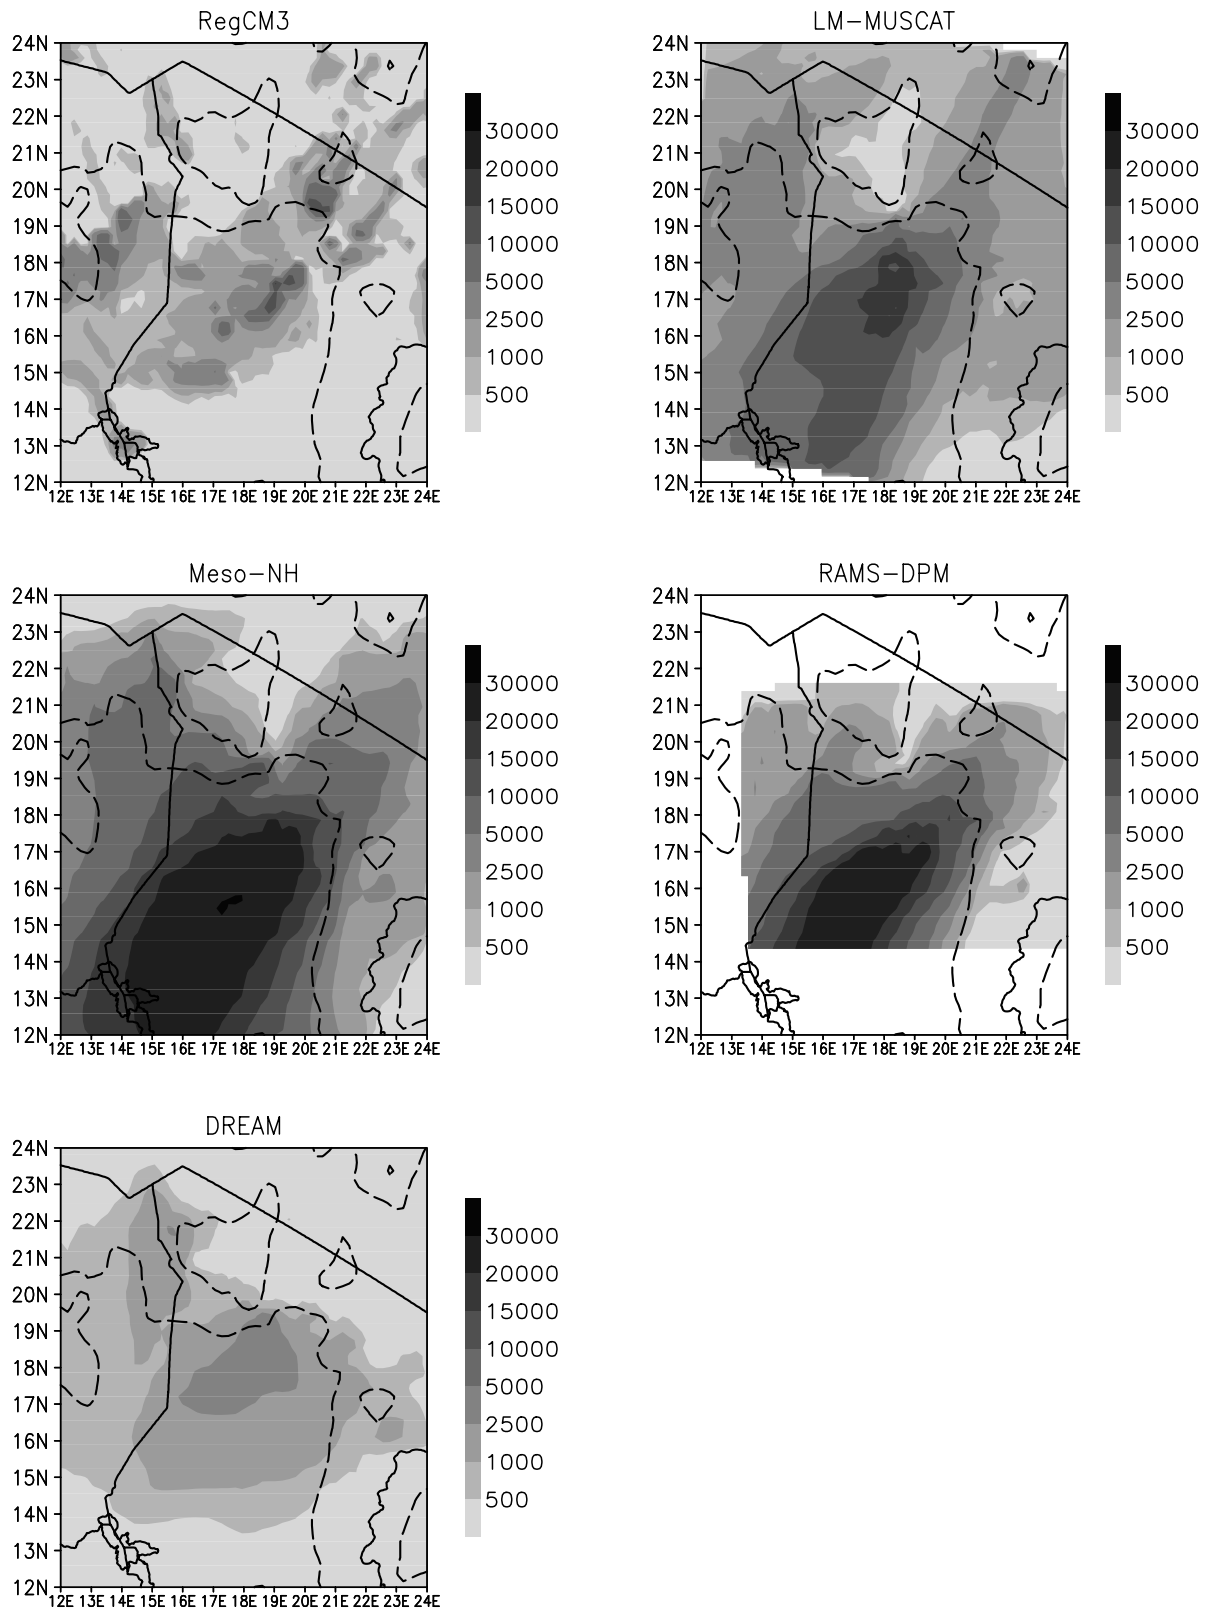 RegCM3
24N
23N
22N
21N
20N
19N
18N
17N
16N
15N
14N
13N
12N
12E 13E 14E 15E 16E 17E 18E 19E 20E 21E 22E 23E 24E
30000
20000
15000
10000
5000
2500
1000
500
LM-MUSCAT
24N
23N
22N
21N
20N
19N
18N
17N
16N
15N
14N
13N
12N
12E 13E 14E 15E 16E 17E 18E 19E 20E 21E 22E 23E 24E
30000
20000
15000
10000
5000
2500
1000
500
Meso-NH
24N
23N
22N
21N
20N
19N
18N
17N
16N
15N
14N
13N
12N
12E 13E 14E 15E 16E 17E 18E 19E 20E 21E 22E 23E 24E
30000
20000
15000
10000
5000
2500
1000
500
RAMS-DPM
24N
23N
22N
21N
20N
19N
18N
17N
16N
15N
14N
13N
12N
12E 13E 14E 15E 16E 17E 18E 19E 20E 21E 22E 23E 24E
30000
20000
15000
10000
5000
2500
1000
500
DREAM
24N
23N
22N
21N
20N
19N
18N
17N
16N
15N
14N
13N
12N
12E 13E 14E 15E 16E 17E 18E 19E 20E 21E 22E 23E 24E
30000
20000
15000
10000
5000
2500
1000
500